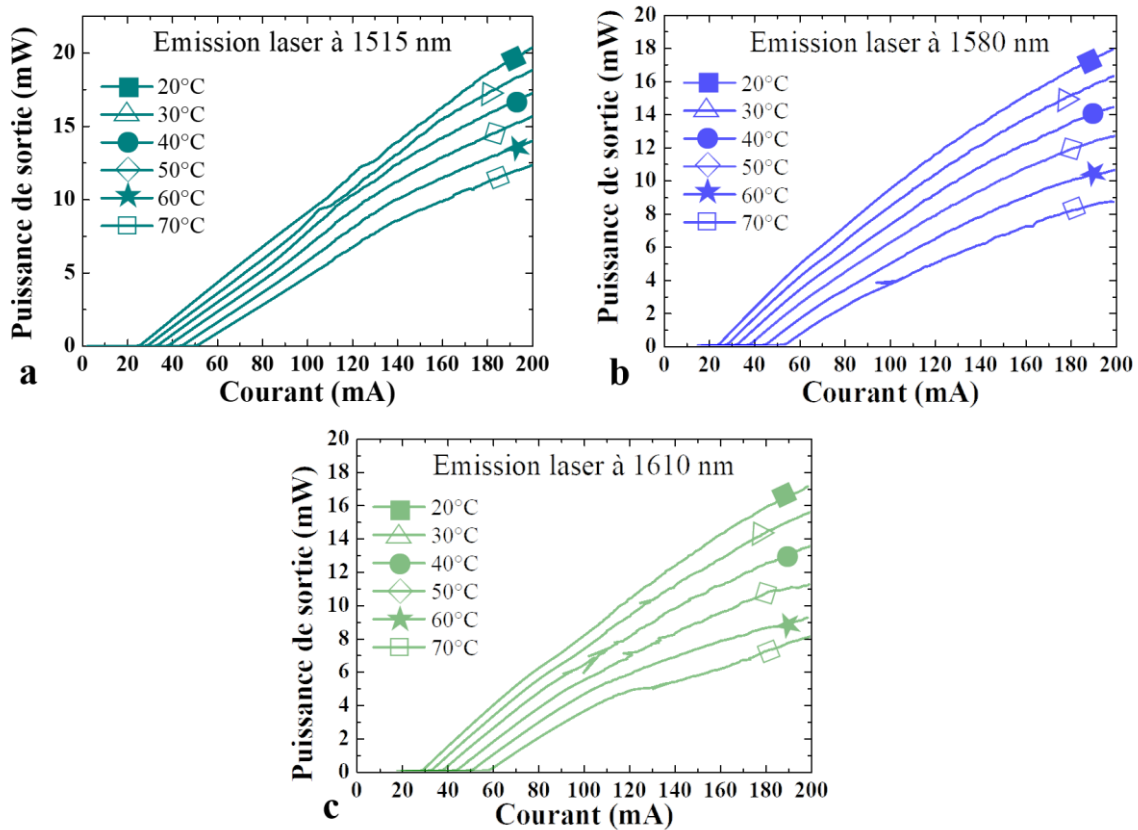 a
Emission laser à 1515 nm
20°C
30°C
40°C
50°C
60°C
70°C
Puissance de sortie (mW)
20
15
10
5
0
0 20 40 60 80 100 120 140 160 180 200
Courant (mA)
b
Emission laser à 1580 nm
20°C
30°C
40°C
50°C
60°C
70°C
Puissance de sortie (mW)
20
18
16
14
12
10
8
6
4
2
0
0 20 40 60 80 100 120 140 160 180 200
Courant (mA)
c
Emission laser à 1610 nm
20°C
30°C
40°C
50°C
60°C
70°C
Puissance de sortie (mW)
20
18
16
14
12
10
8
6
4
2
0
0 20 40 60 80 100 120 140 160 180 200
Courant (mA)